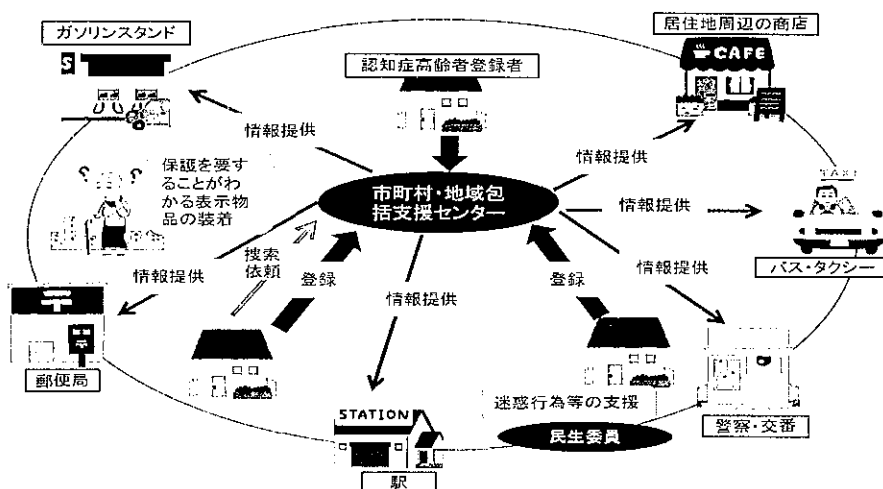 ガソリンスタンド
S
認知症高齢者登録者
居住地周辺の商店
CAFE
情報提供
情報提供
保護を要す
ることがわ
かる表示物
品の装着
市町村・地域包
括支援センター
TAXI
情報提供
バス・タクシー
捜索
依頼
情報提供
登録
情報提供
登録
情報提供
〒
郵便局
STATION
駅
迷惑行為等の支援
民生委員
警察・交番